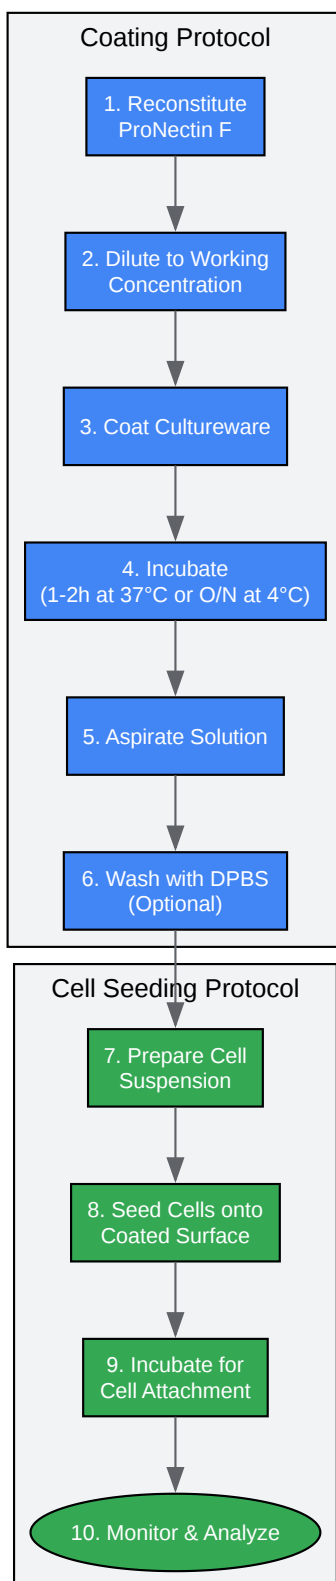 Coating Protocol
1. Reconstitute
ProNectin F
2. Dilute to Working
Concentration
3. Coat Cultureware
4. Incubate
(1-2h at 37°C or O/N at 4°C)
5. Aspirate Solution
6. Wash with DPBS
(Optional)
Cell Seeding Protocol
7. Prepare Cell
Suspension
8. Seed Cells onto
Coated Surface
9. Incubate for
Cell Attachment
10. Monitor & Analyze